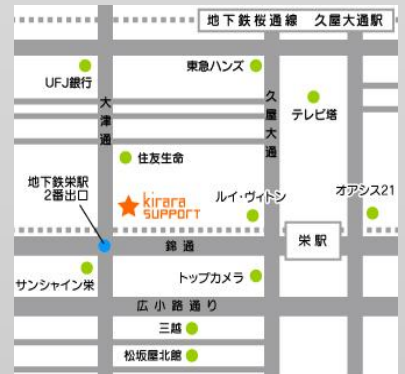 地下鉄桜通線 久屋大通駅
UFJ銀行
東急ハンズ
大津通
久屋大通
テレビ塔
住友生命
地下鉄栄駅
2番出口
kirara
SUPPORT
ルイ・ヴィトン
オアシス21
錦通
栄駅
サンシャイン栄
トップカメラ
広小路通り
三越
松坂屋北館